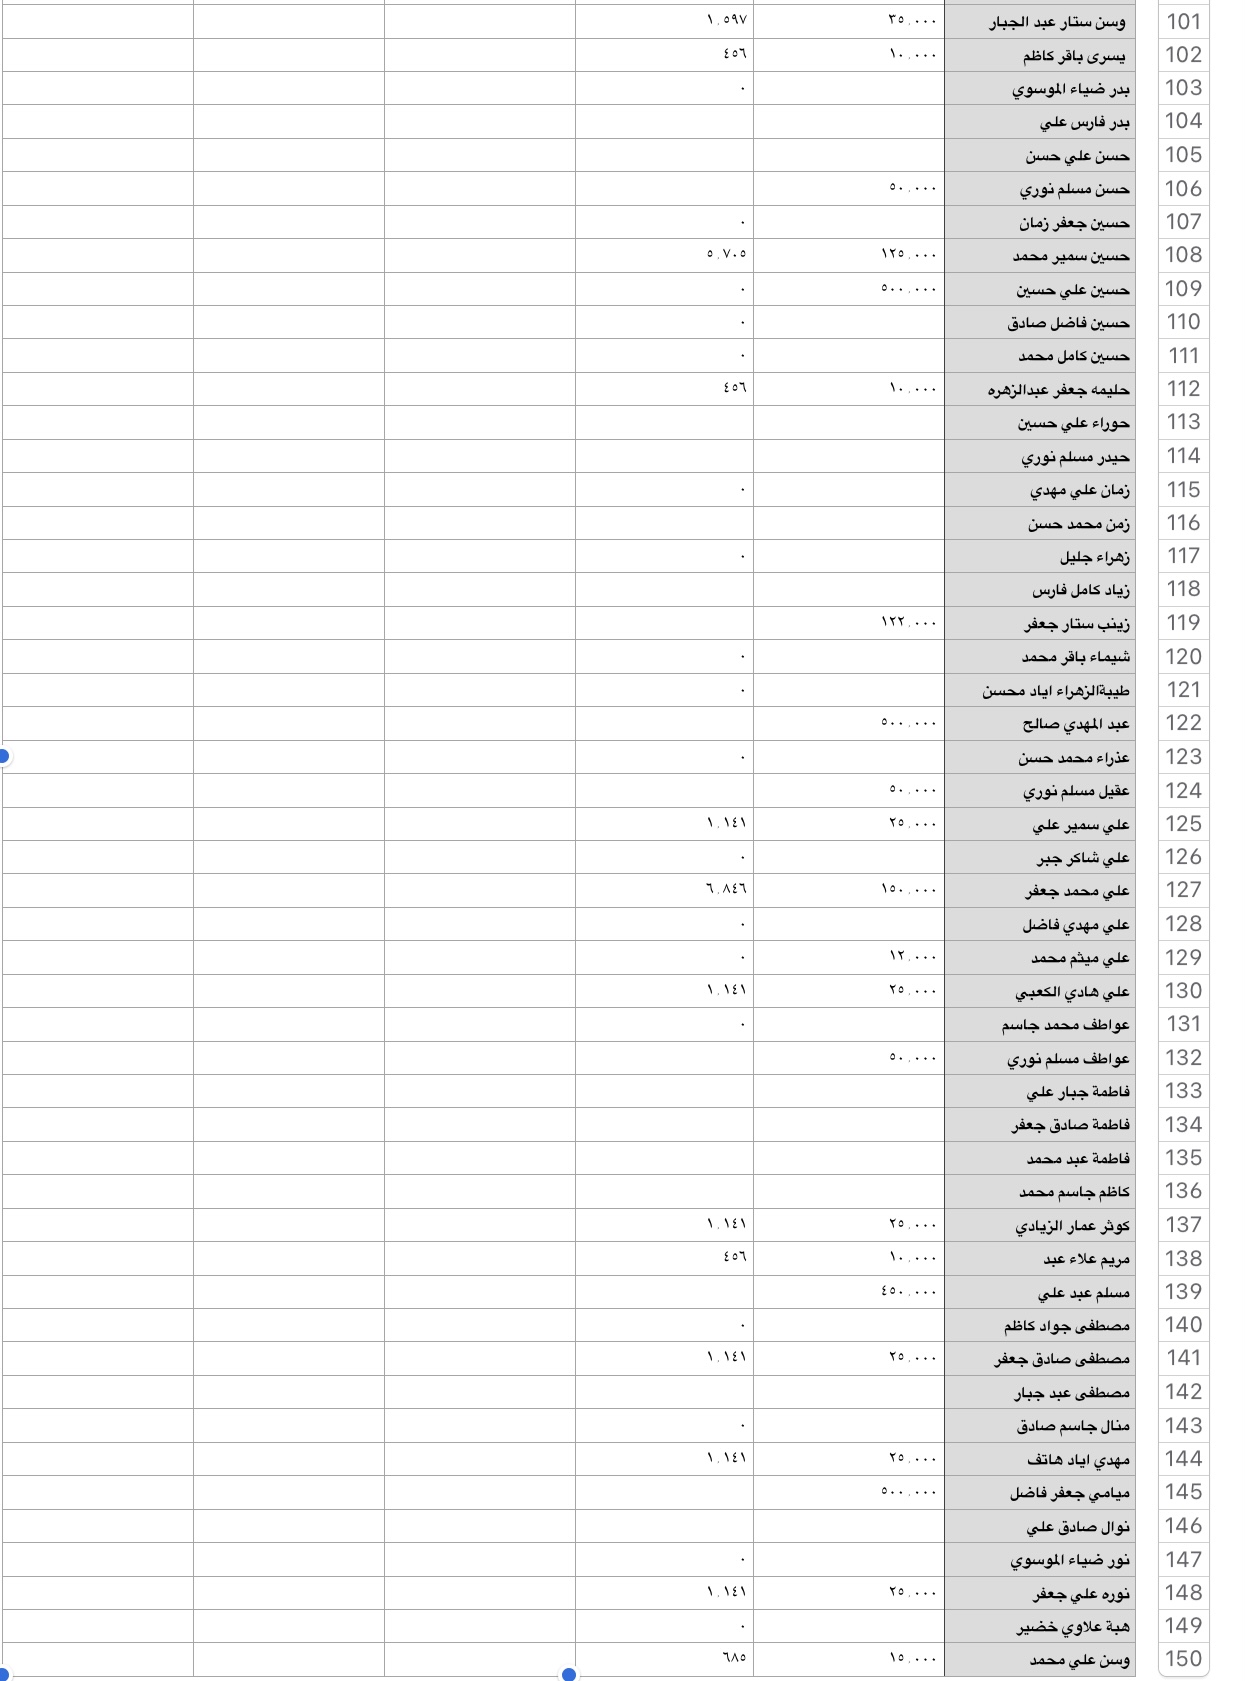 101 وسن ستار عبد الجبار ٣٥.٠٠٠ ١.٥٩٧
102 يسرى باقر كاظم ١٠.٠٠٠ ٤٥٦
103 بدر ضياء الموسوي ٠
104 بدر فارس علي
105 حسن علي حسن
106 حسن مسلم نوري ٥٠.٠٠٠
107 حسين جعفر زمان ٠
108 حسين سمير محمد ١٢٥.٠٠٠ ٥.٧٠٥
109 حسين علي حسين ٥٠٠.٠٠٠ ٠
110 حسين فاضل صادق ٠
111 حسين كامل محمد ٠
112 حليمه جعفر عبدالزهره ١٠.٠٠٠ ٤٥٦
113 حوراء علي حسين
114 حيدر مسلم نوري
115 زمان علي مهدي ٠
116 زمن محمد حسن
117 زهراء جليل ٠
118 زياد كامل فارس
119 زينب ستار جعفر ١٢٢.٠٠٠
120 شيماء باقر محمد ٠
121 طيبةالزهراء اياد محسن ٠
122 عبد المهدي صالح ٥٠٠.٠٠٠
123 عذراء محمد حسن ٠
124 عقيل مسلم نوري ٥٠.٠٠٠
125 علي سمير علي ٢٥.٠٠٠ ١.١٤١
126 علي شاكر جبر ٠
127 علي محمد جعفر ١٥٠.٠٠٠ ٦.٨٤٦
128 علي مهدي فاضل ٠
129 علي ميثم محمد ١٢.٠٠٠ ٠
130 علي هادي الكعبي ٢٥.٠٠٠ ١.١٤١
131 عواطف محمد جاسم ٠
132 عواطف مسلم نوري ٥٠.٠٠٠
133 فاطمة جبار علي
134 فاطمة صادق جعفر
135 فاطمة عبد محمد
136 كاظم جاسم محمد
137 كوثر عمار الزيادي ٢٥.٠٠٠ ١.١٤١
138 مريم علاء عبد ١٠.٠٠٠ ٤٥٦
139 مسلم عبد علي ٤٥٠.٠٠٠
140 مصطفى جواد كاظم ٠
141 مصطفى صادق جعفر ٢٥.٠٠٠ ١.١٤١
142 مصطفى عبد جبار
143 منال جاسم صادق ٠
144 مهدي اياد هاتف ٢٥.٠٠٠ ١.١٤١
145 ميامي جعفر فاضل ٥٠٠.٠٠٠
146 نوال صادق علي
147 نور ضياء الموسوي ٠
148 نوره علي جعفر ٢٥.٠٠٠ ١.١٤١
149 هبة علاوي خضير ٠
150 وسن علي محمد ١٥.٠٠٠ ٦٨٥